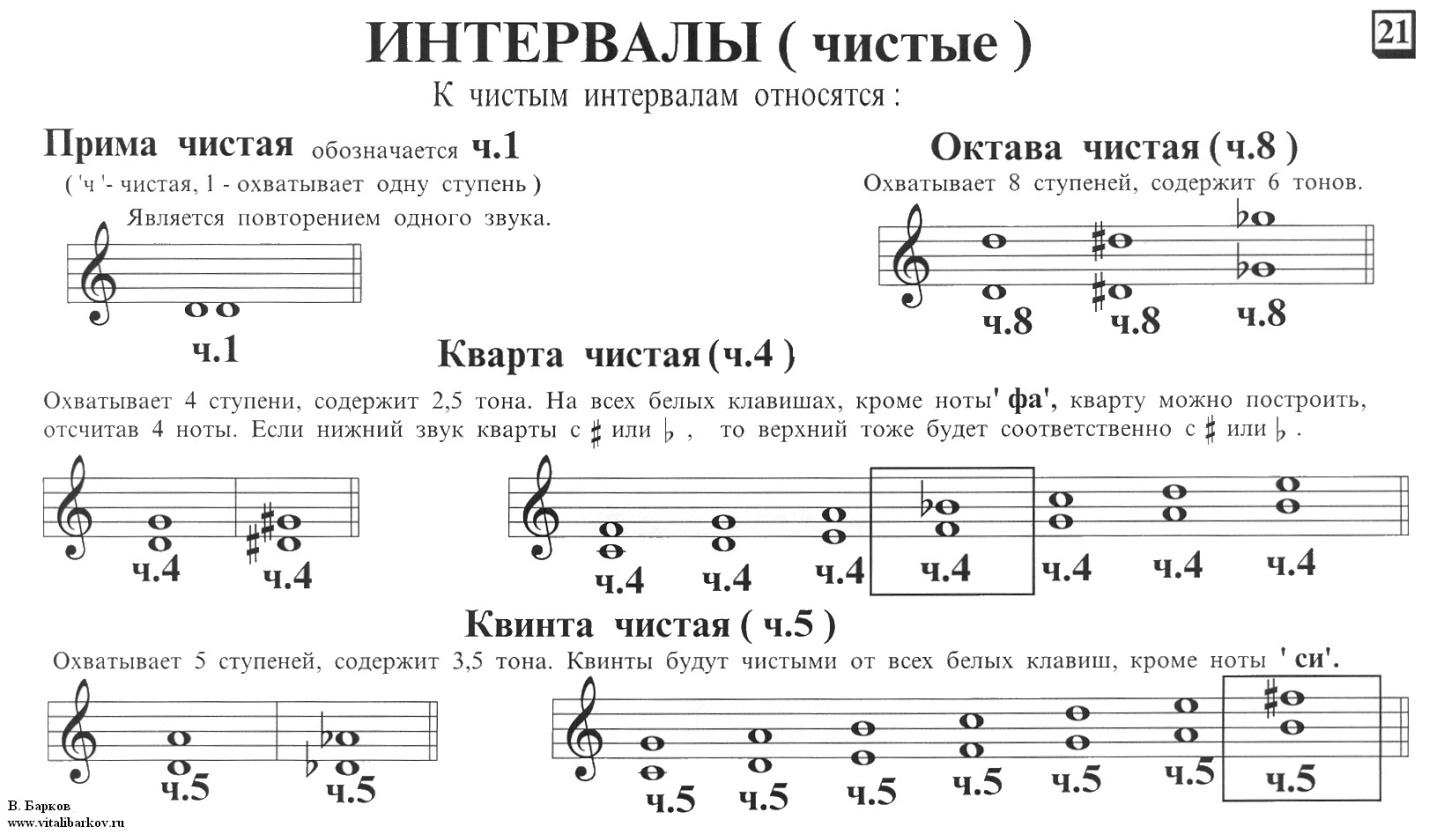 ИНТЕРВАЛЫ ( чистые )
21
К чистым интервалам относятся :
Прима чистая обозначается ч.1
( 'ч '- чистая, 1 - охватывает одну ступень )
Является повторением одного звука.
ч.1
Октава чистая ( ч.8 )
Охватывает 8 ступеней, содержит 6 тонов.
ч.8 ч.8 ч.8
Кварта чистая ( ч.4 )
Охватывает 4 ступени, содержит 2,5 тона. На всех белых клавишах, кроме ноты ' фа', кварту можно построить,
отсчитав 4 ноты. Если нижний звук кварты с ♯ или ♭ , то верхний тоже будет соответственно с ♯ или ♭ .
ч.4 ч.4 ч.4 ч.4 ч.4 ч.4 ч.4 ч.4 ч.4
Квинта чистая ( ч.5 )
Охватывает 5 ступеней, содержит 3,5 тона. Квинты будут чистыми от всех белых клавиш, кроме ноты ' си'.
ч.5 ч.5 ч.5 ч.5 ч.5 ч.5 ч.5 ч.5 ч.5
В. Барков
www.vitalibarkov.ru